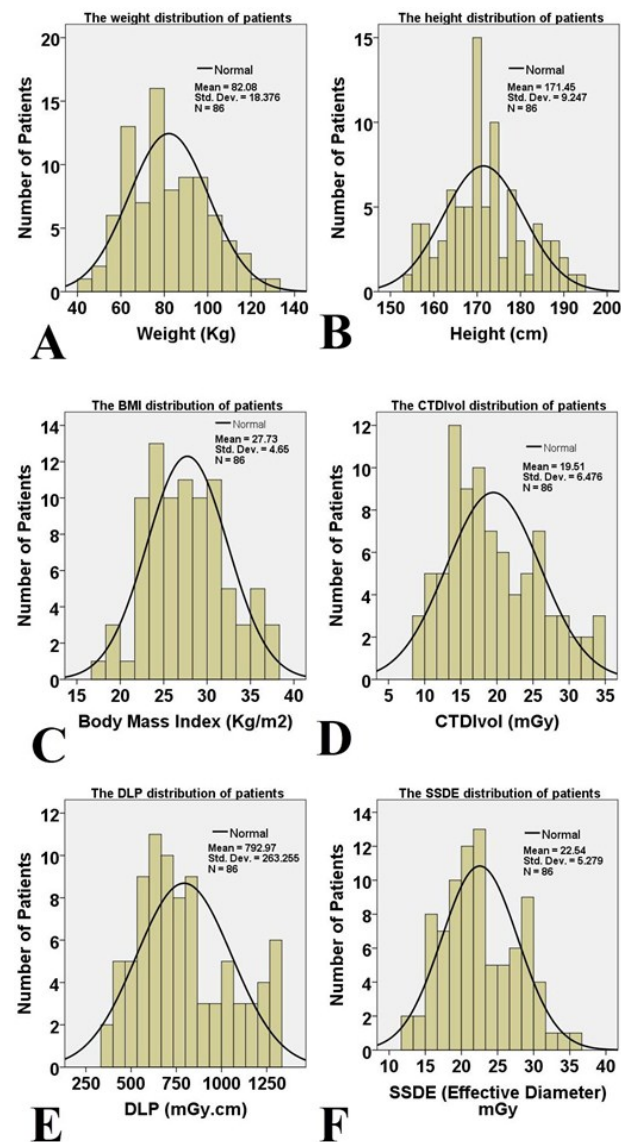 The weight distribution of patients
20
15
10
5
0
Number of Patients
Normal
Mean = 82.08
Std. Dev. = 18.376
N = 86
40 60 80 100 120 140
Weight (Kg)
A
The height distribution of patients
15
10
5
0
Number of Patients
Normal
Mean = 171.45
Std. Dev. = 9.247
N = 86
150 160 170 180 190 200
Height (cm)
B
The BMI distribution of patients
14
12
10
8
6
4
2
0
Number of Patients
Normal
Mean = 27.73
Std. Dev. = 4.65
N = 86
15 20 25 30 35 40
Body Mass Index (Kg/m2)
C
The CTDIvol distribution of patients
12
10
8
6
4
2
0
Number of Patients
Normal
Mean = 19.51
Std. Dev. = 6.476
N = 86
5 10 15 20 25 30 35
CTDIvol (mGy)
D
The DLP distribution of patients
12
10
8
6
4
2
0
Number of Patients
Normal
Mean = 792.97
Std. Dev. = 263.255
N = 86
250 500 750 1000 1250
DLP (mGy.cm)
E
The SSDE distribution of patients
14
12
10
8
6
4
2
0
Number of Patients
Normal
Mean = 22.54
Std. Dev. = 5.279
N = 86
10 15 20 25 30 35 40
SSDE (Effective Diameter)
mGy
F